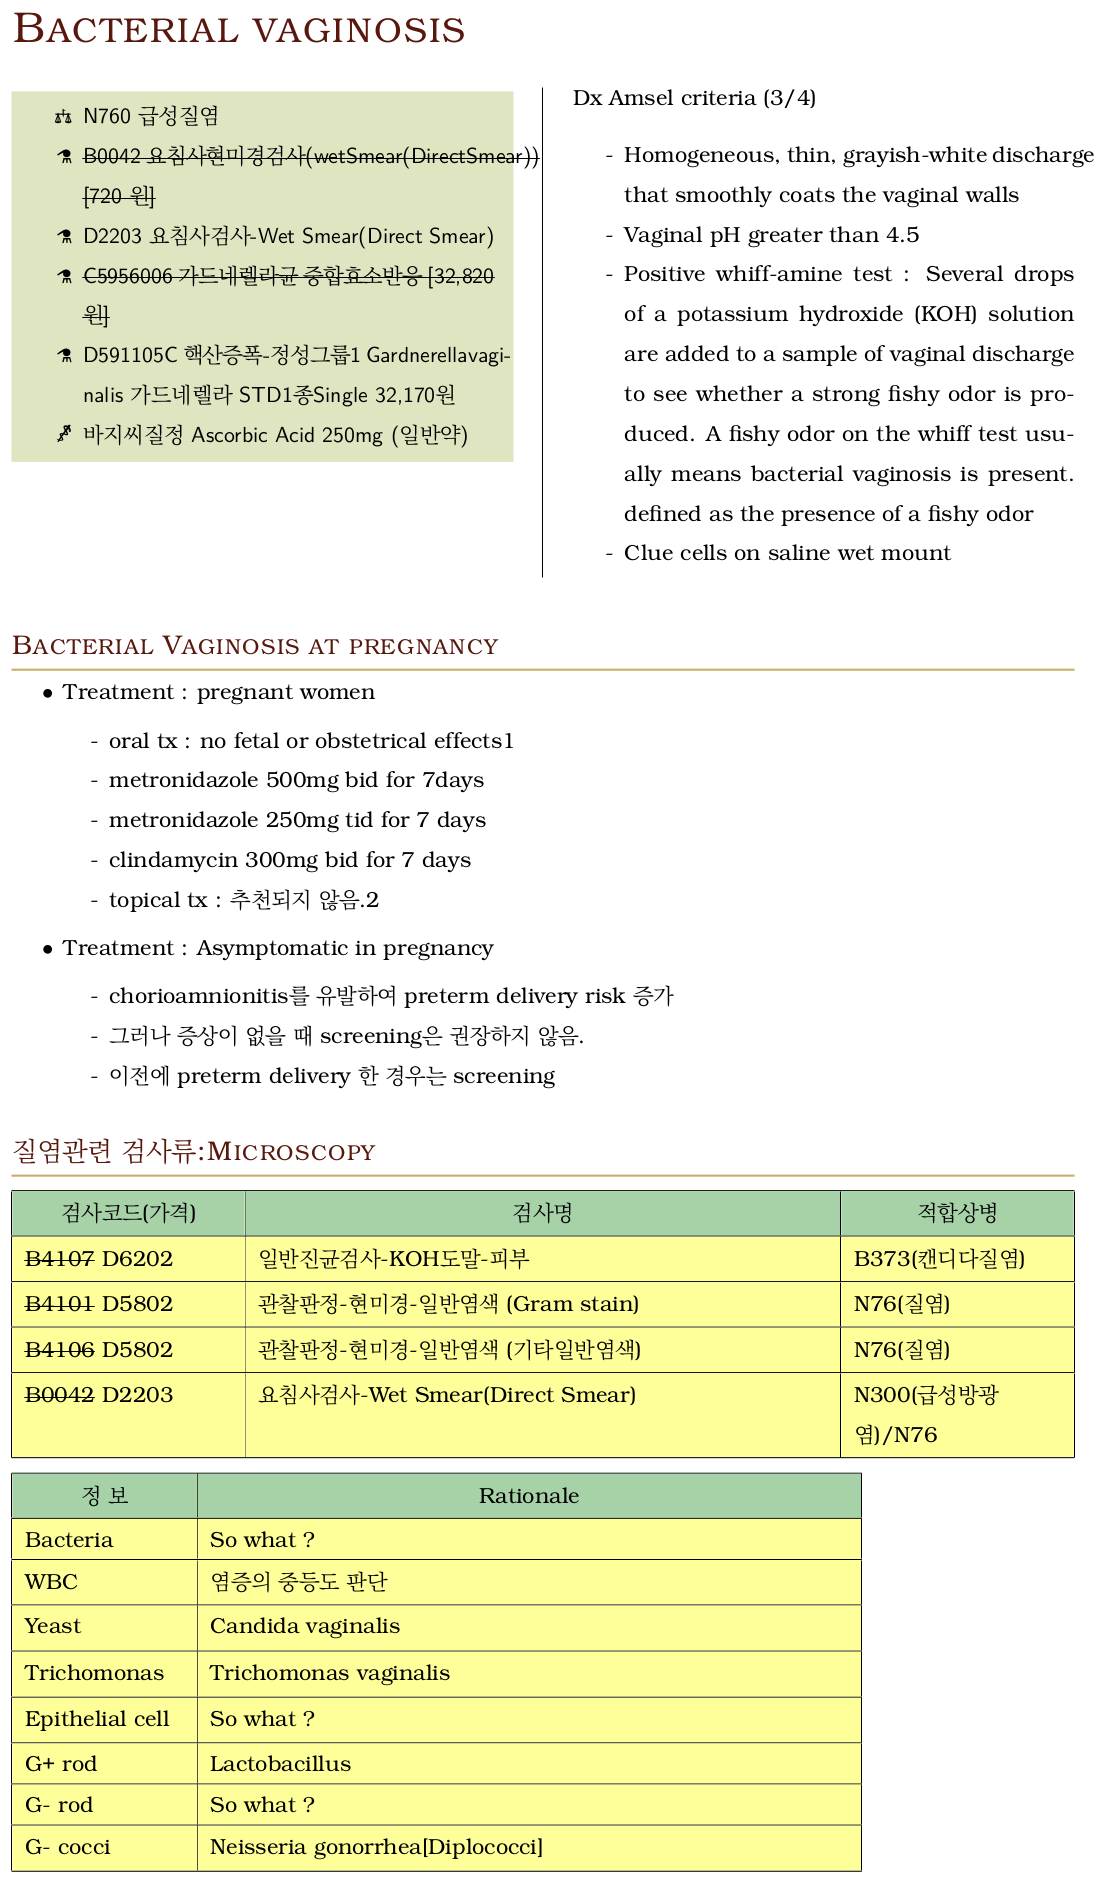 BACTERIAL VAGINOSIS
N760 급성질염
B0042 요침사현미경검사(wetSmear(DirectSmear))
[720 원]
D2203 요침사검사-Wet Smear(Direct Smear)
C5956006 가드네렐라균 중합효소반응 [32,820
원]
D591105C 핵산증폭-정성그룹1 Gardnerellavagi-
nalis 가드네렐라 STD1종Single 32,170원
바지씨질정 Ascorbic Acid 250mg (일반약)
Dx Amsel criteria (3/4)
- Homogeneous, thin, grayish-white discharge
that smoothly coats the vaginal walls
- Vaginal pH greater than 4.5
- Positive whiff-amine test : Several drops
of a potassium hydroxide (KOH) solution
are added to a sample of vaginal discharge
to see whether a strong fishy odor is pro-
duced. A fishy odor on the whiff test usu-
ally means bacterial vaginosis is present.
defined as the presence of a fishy odor
- Clue cells on saline wet mount
BACTERIAL VAGINOSIS AT PREGNANCY
• Treatment : pregnant women
- oral tx : no fetal or obstetrical effects1
- metronidazole 500mg bid for 7days
- metronidazole 250mg tid for 7 days
- clindamycin 300mg bid for 7 days
- topical tx : 추천되지 않음.2
• Treatment : Asymptomatic in pregnancy
- chorioamnionitis를 유발하여 preterm delivery risk 증가
- 그러나 증상이 없을 때 screening은 권장하지 않음.
- 이전에 preterm delivery 한 경우는 screening
질염관련 검사류:MICROSCOPY
검사코드(가격) 검사명 적합상병
B4107 D6202 일반진균검사-KOH도말-피부 B373(캔디다질염)
B4101 D5802 관찰판정-현미경-일반염색 (Gram stain) N76(질염)
B4106 D5802 관찰판정-현미경-일반염색 (기타일반염색) N76(질염)
B0042 D2203 요침사검사-Wet Smear(Direct Smear) N300(급성방광
염)/N76
정 보 Rationale
Bacteria So what ?
WBC 염증의 중등도 판단
Yeast Candida vaginalis
Trichomonas Trichomonas vaginalis
Epithelial cell So what ?
G+ rod Lactobacillus
G- rod So what ?
G- cocci Neisseria gonorrhea[Diplococci]